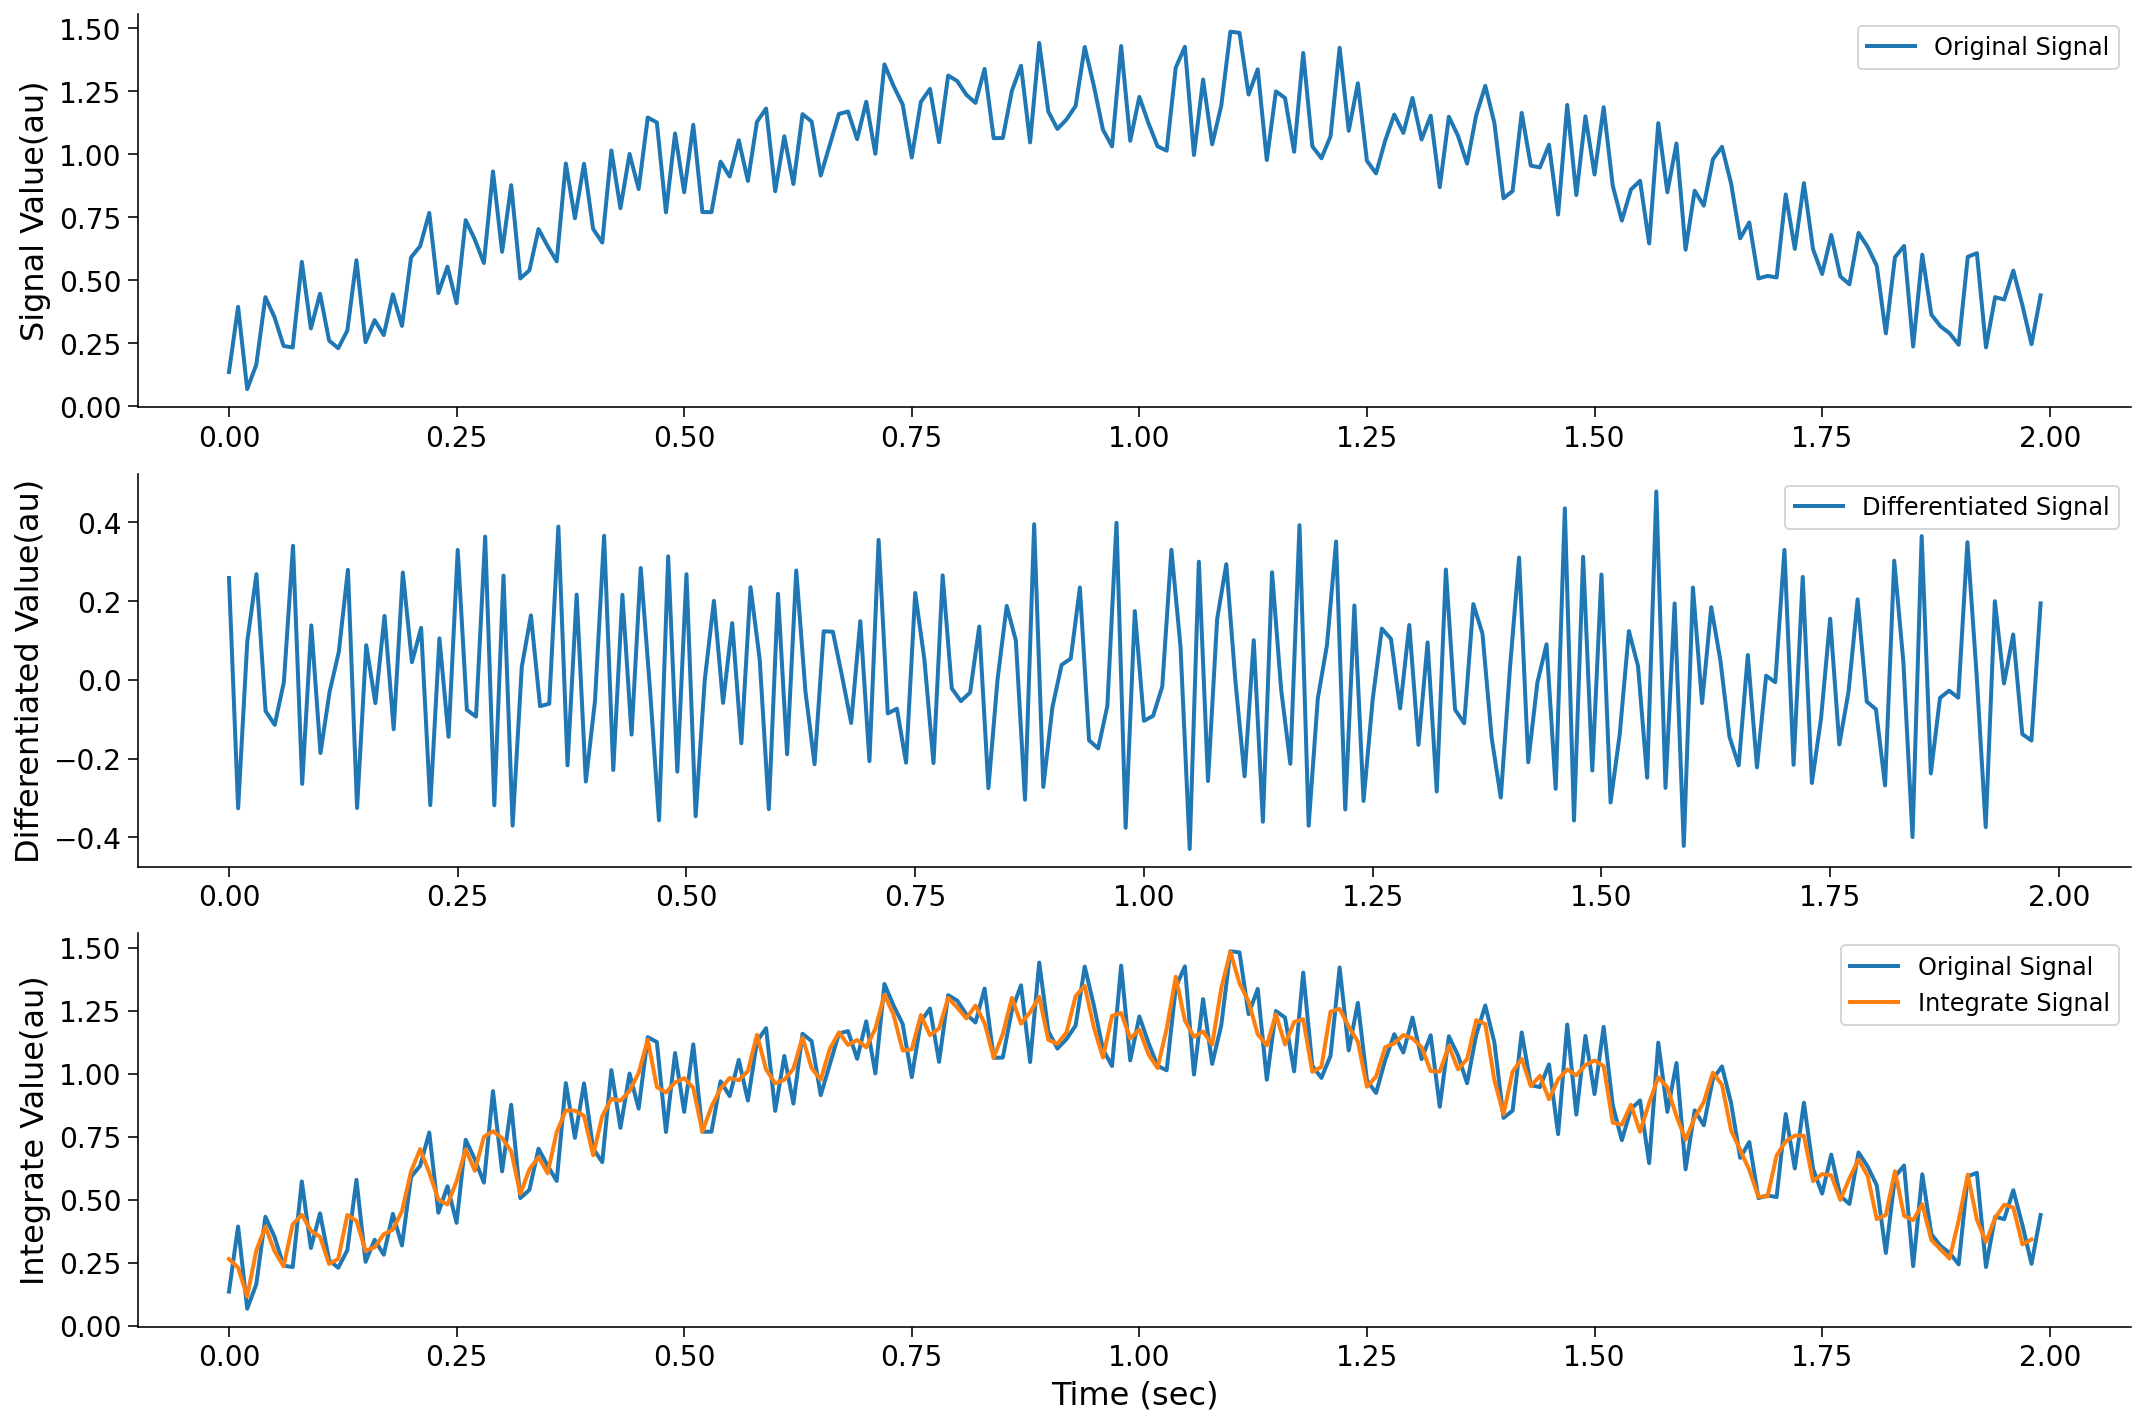 Signal Value(au)
1.50
1.25
1.00
0.75
0.50
0.25
0.00
Original Signal
0.00 0.25 0.50 0.75 1.00 1.25 1.50 1.75 2.00
Differentiated Value(au)
0.4
0.2
0.0
−0.2
−0.4
Differentiated Signal
0.00 0.25 0.50 0.75 1.00 1.25 1.50 1.75 2.00
Integrate Value(au)
1.50
1.25
1.00
0.75
0.50
0.25
0.00
Original Signal
Integrate Signal
0.00 0.25 0.50 0.75 1.00 1.25 1.50 1.75 2.00
Time (sec)